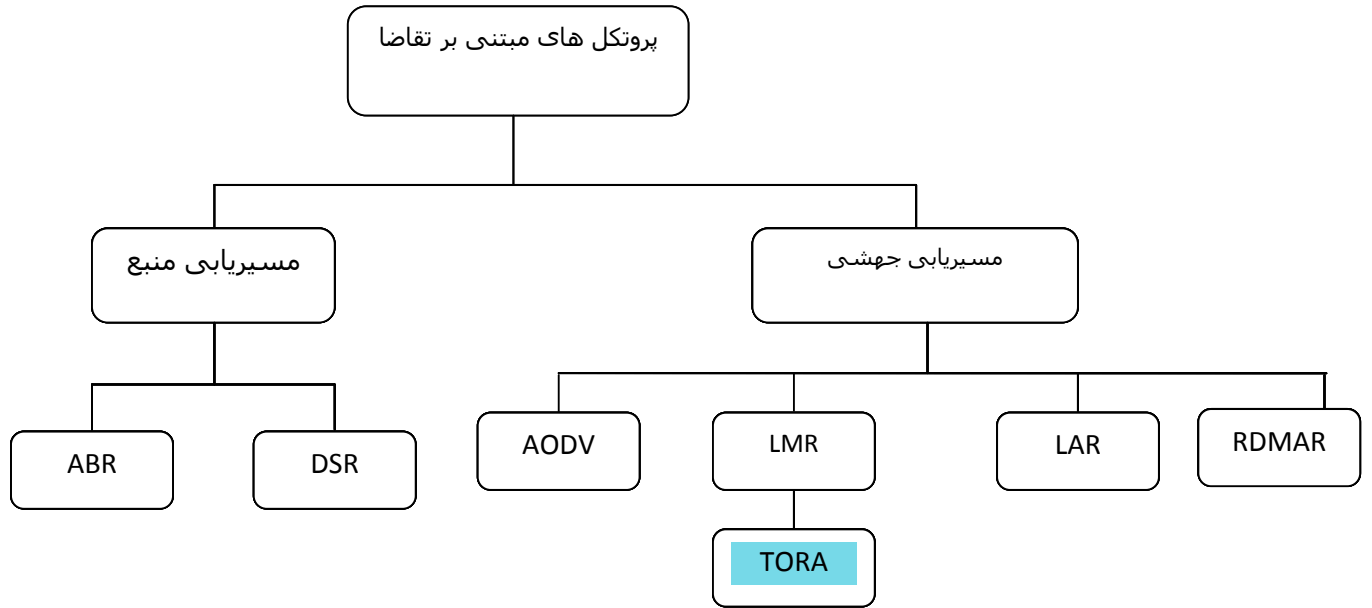 پروتکل های مبتنی بر تقاضا
مسیریابی منبع
مسیریابی جهشی
ABR
DSR
AODV
LMR
LAR
RDMAR
TORA